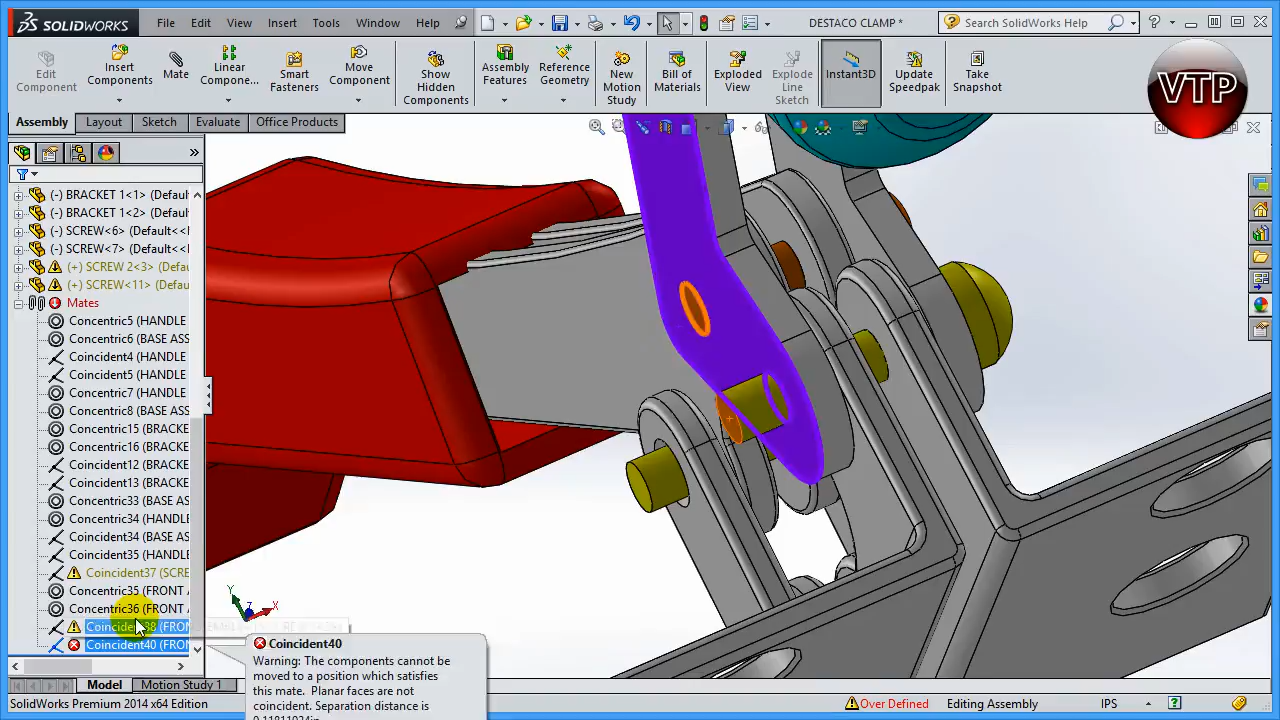 SOLIDWORKS
File Edit View Insert Tools Window Help
DESTACO CLAMP *
Search SolidWorks Help
Edit Component
Insert Components
Mate
Linear Compone...
Smart Fasteners
Move Component
Show Hidden Components
Assembly Features
Reference Geometry
New Motion Study
Bill of Materials
Exploded View
Explode Line Sketch
Instant3D
Update Speedpak
Take Snapshot
VTP
Assembly Layout Sketch Evaluate Office Products
(-) BRACKET 1<1> (Default
(-) BRACKET 1<2> (Default
(-) SCREW<6> (Default<<
(-) SCREW<7> (Default<<
(+) SCREW 2<3> (Defau
(+) SCREW<11> (Default
Mates
Concentric5 (HANDLE
Concentric6 (BASE ASS
Coincident4 (HANDLE
Coincident5 (HANDLE
Concentric7 (HANDLE
Concentric8 (BASE ASS
Concentric15 (BRACKE
Concentric16 (BRACKE
Coincident12 (BRACKE
Coincident13 (BRACKE
Concentric33 (BASE AS
Concentric34 (HANDL
Coincident34 (BASE AS
Coincident35 (HANDL
Coincident37 (SCRE
Concentric35 (FRONT
Concentric36 (FRONT
Coincident40 (FRON
Coincident40
Warning: The components cannot be
moved to a position which satisfies
this mate. Planar faces are not
coincident. Separation distance is
Y X Z
Model Motion Study 1
SolidWorks Premium 2014 x64 Edition
Over Defined
Editing Assembly
IPS